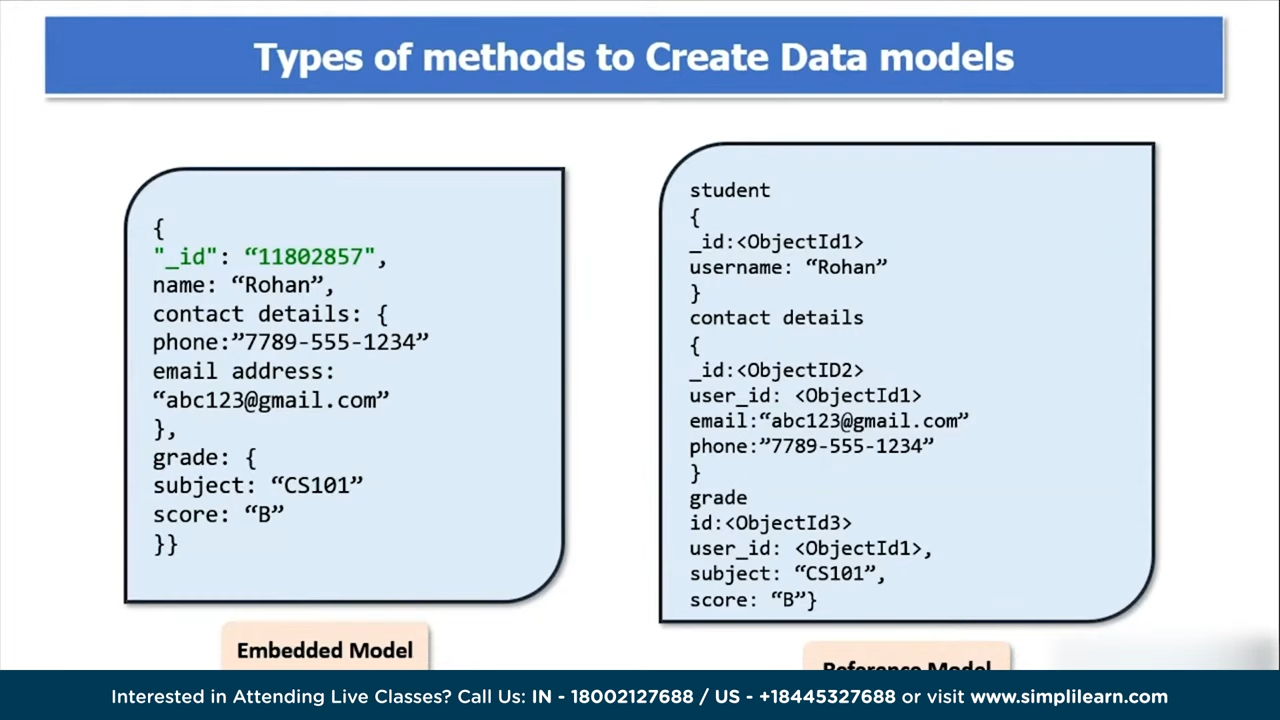 Types of methods to Create Data models
{
"_id": “11802857",
name: “Rohan”,
contact details: {
phone:”7789-555-1234”
email address:
“abc123@gmail.com”
},
grade: {
subject: “CS101”
score: “B”
}}
Embedded Model
student
{
_id:<ObjectId1>
username: “Rohan”
}
contact details
{
_id:<ObjectID2>
user_id: <ObjectId1>
email:“abc123@gmail.com”
phone:”7789-555-1234”
}
grade
id:<ObjectId3>
user_id: <ObjectId1>,
subject: “CS101”,
score: “B”}
Reference Model
Interested in Attending Live Classes? Call Us: IN - 18002127688 / US - +18445327688 or visit www.simplilearn.com